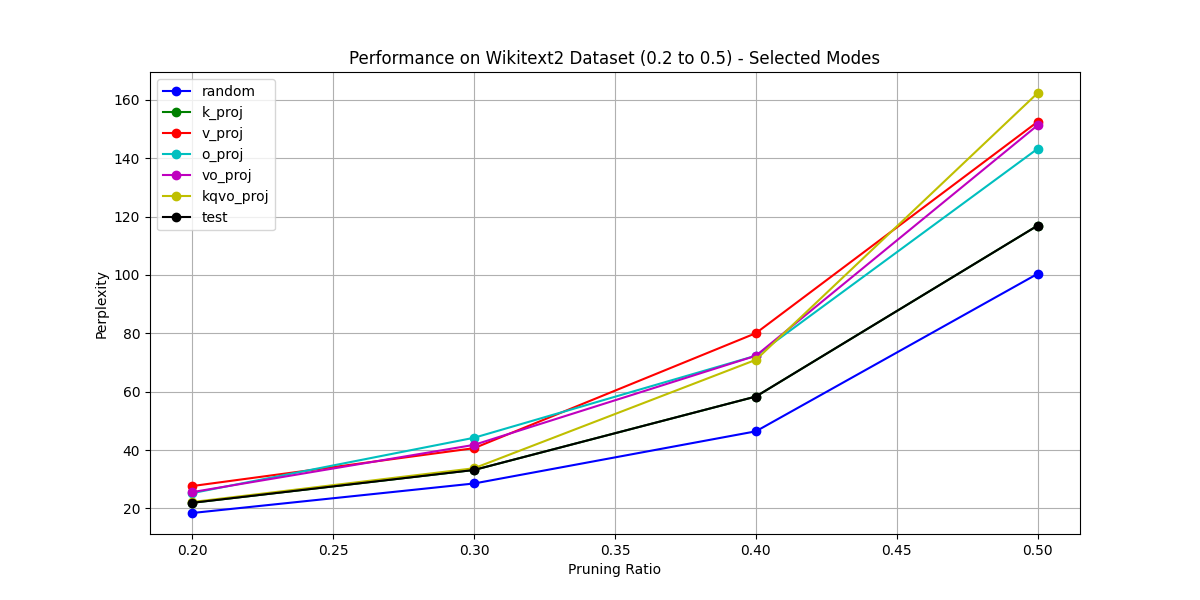 Performance on Wikitext2 Dataset (0.2 to 0.5) - Selected Modes
random
k_proj
v_proj
o_proj
vo_proj
kqvo_proj
test
Perplexity
160
140
120
100
80
60
40
20
0.20 0.25 0.30 0.35 0.40 0.45 0.50
Pruning Ratio